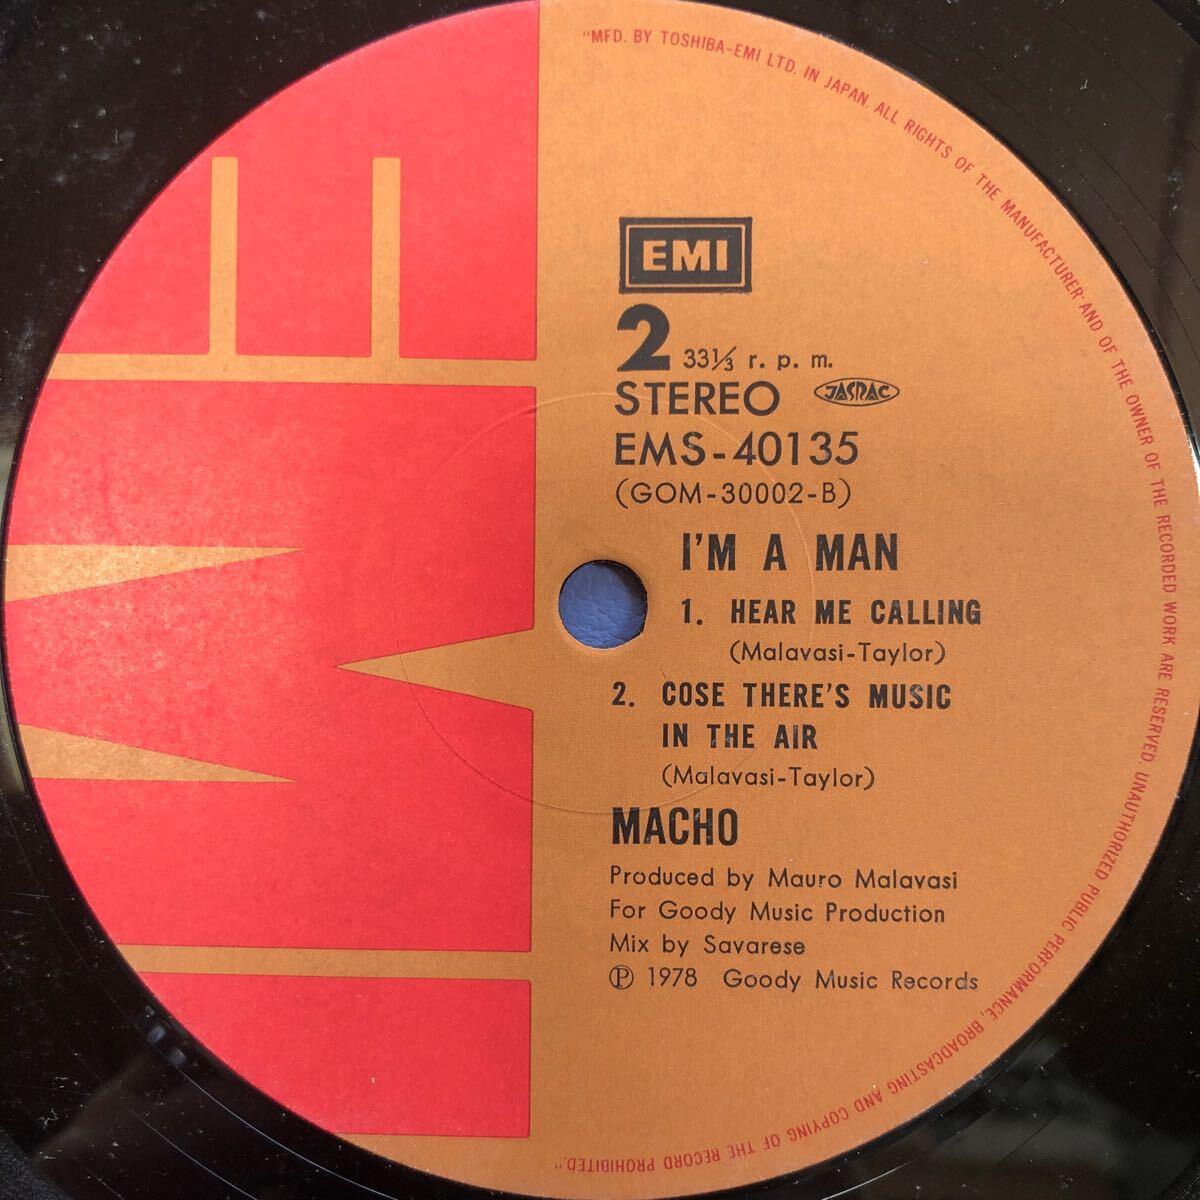 "MFD. BY TOSHIBA-EMI LTD. IN JAPAN. ALL RIGHTS OF THE MANUFACTURER AND OF THE OWNER OF THE RECORDED WORK ARE RESERVED. UNAUTHORIZED PUBLIC PERFORMANCE, BROADCASTING AND COPYING OF THE RECORD PROHIBITED."
EMI
2 33⅓ r. p. m.
STEREO JASRAC
EMS-40135
(GOM-30002-B)
I'M A MAN
1. HEAR ME CALLING
(Malavasi-Taylor)
2. COSE THERE'S MUSIC
IN THE AIR
(Malavasi-Taylor)
MACHO
Produced by Mauro Malavasi
For Goody Music Production
Mix by Savarese
Ⓟ 1978 Goody Music Records
EMI